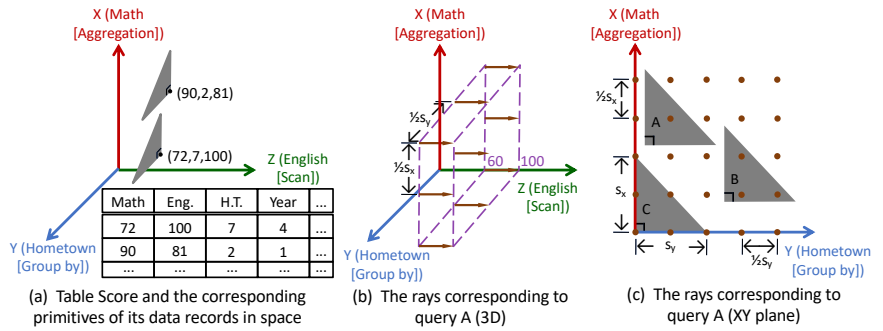 X (Math
[Aggregation])
(90,2,81)
(72,7,100)
Z (English
[Scan])
Y (Hometown
[Group by])
Math Eng. H.T. Year ...
72 100 7 4 ...
90 81 2 1 ...
... ... ... ...
(a) Table Score and the corresponding
primitives of its data records in space
X (Math
[Aggregation])
½sy
½sx
60 100
Z (English
[Scan])
Y (Hometown
[Group by])
(b) The rays corresponding to
query A (3D)
X (Math
[Aggregation])
½sx
A
sx
B
C
sy
½sy
Y (Hometown
[Group by])
(c) The rays corresponding to
query A (XY plane)